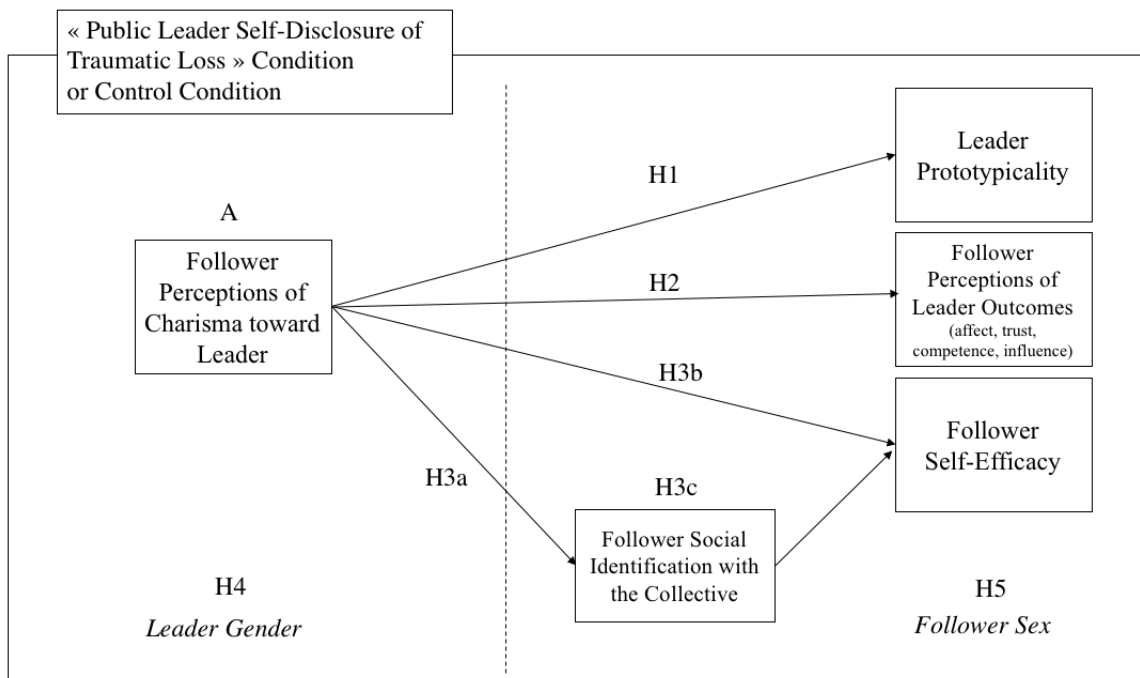 « Public Leader Self-Disclosure of
Traumatic Loss » Condition
or Control Condition
Leader
Prototypicality
H1
A
Follower
Perceptions of
Charisma toward
Leader
H2
Follower
Perceptions of
Leader Outcomes
(affect, trust,
competence, influence)
H3b
Follower
Self-Efficacy
H3a
H3c
Follower Social
Identification with
the Collective
H4
Leader Gender
H5
Follower Sex